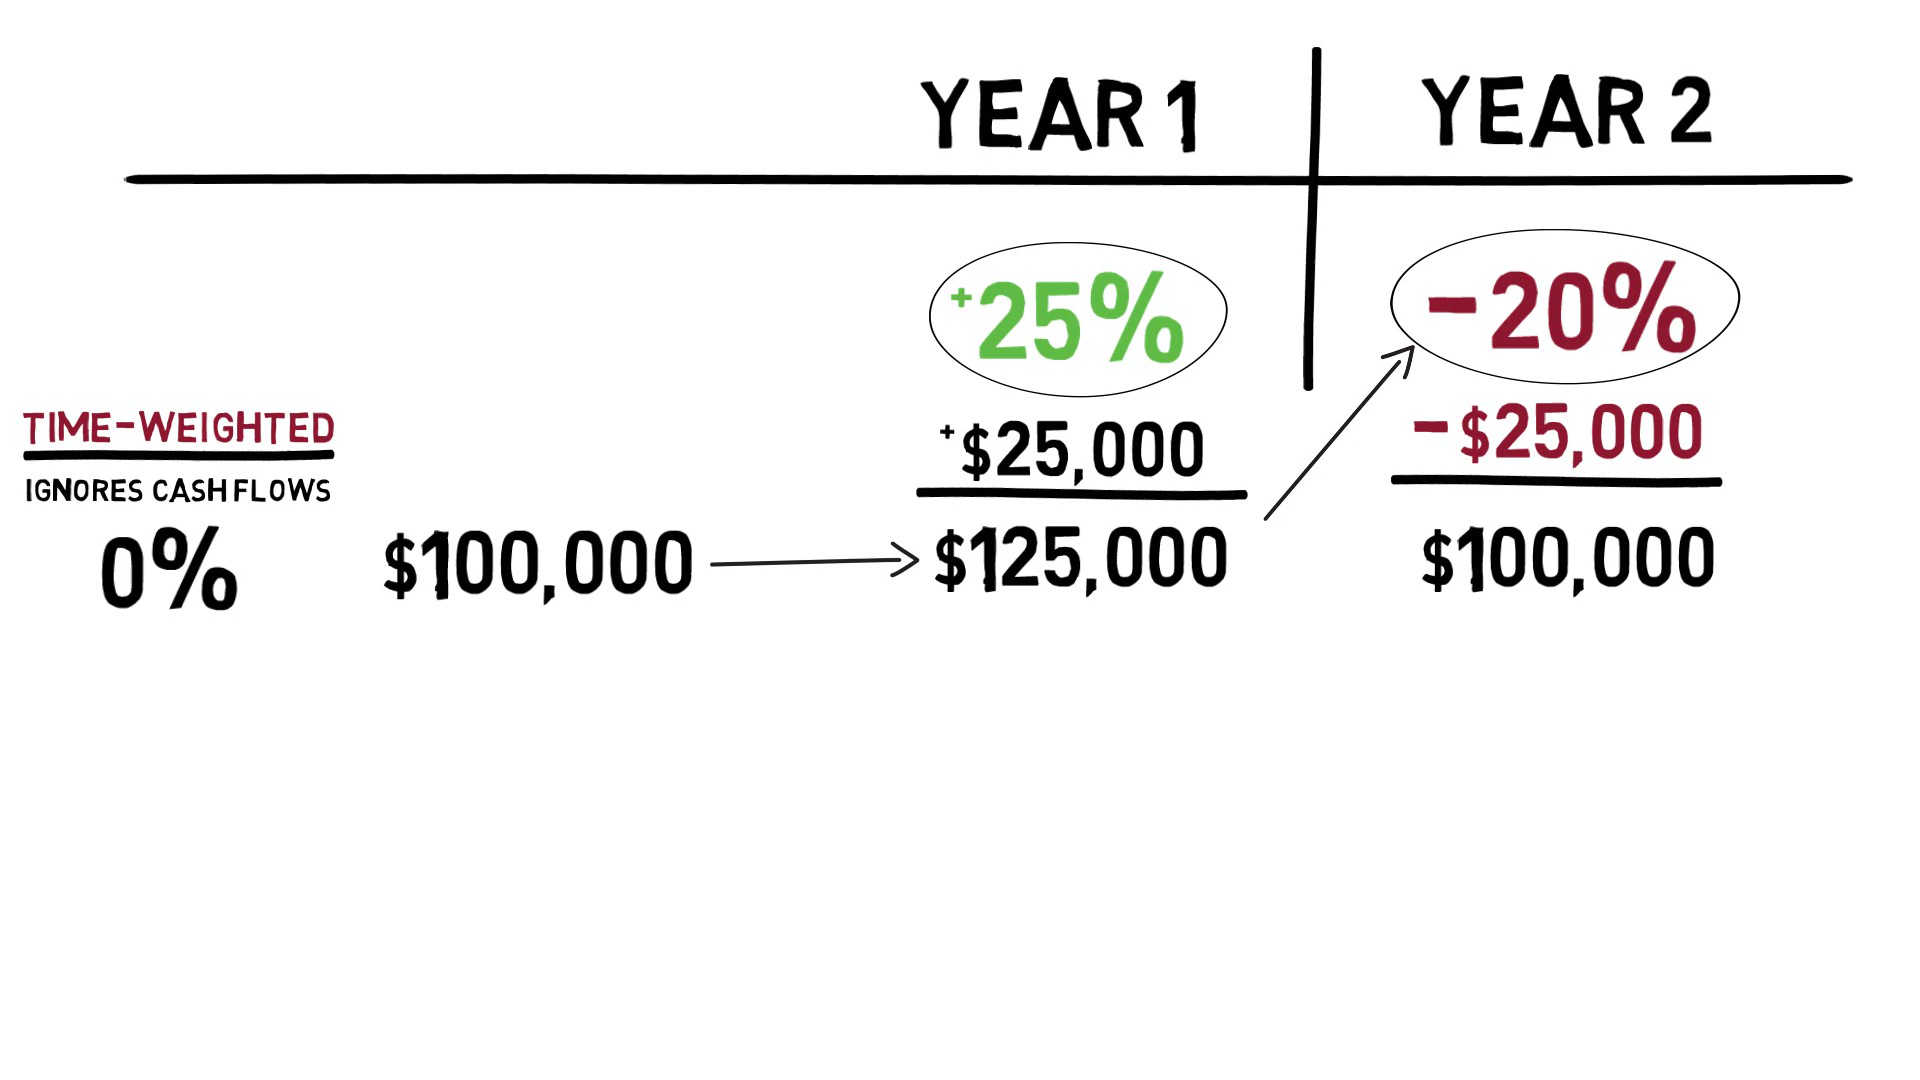 YEAR 1
YEAR 2
+25%
-20%
TIME-WEIGHTED
IGNORES CASH FLOWS
0%
$100,000
+$25,000
$125,000
-$25,000
$100,000